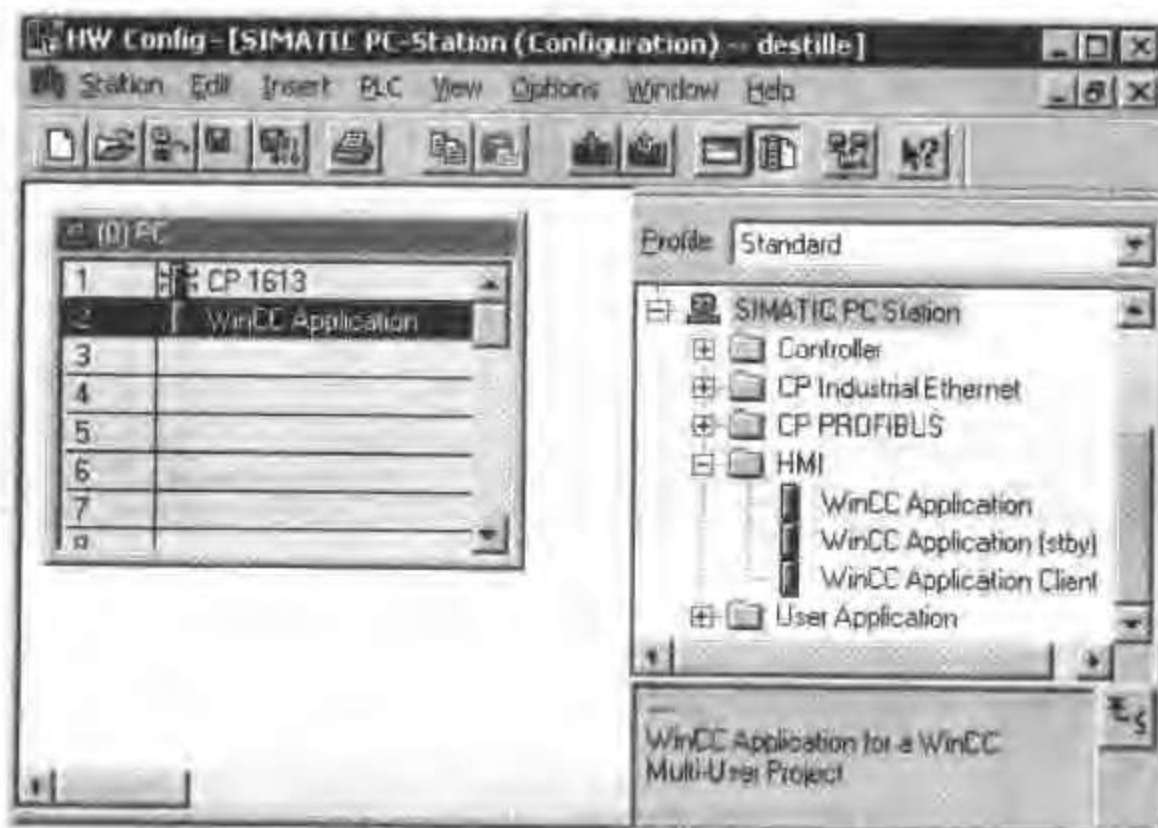 HW Config - [SIMATIC PC-Station (Configuration) -- destille]
Station Edit Insert PLC View Options Window Help
(0) PC
1 CP 1613
2 WinCC Application
3
4
5
6
7
8
Profile Standard
SIMATIC PC Station
Controller
CP Industrial Ethernet
CP PROFIBUS
HMI
WinCC Application
WinCC Application (stby)
WinCC Application Client
User Application
WinCC Application for a WinCC
Multi-User Project